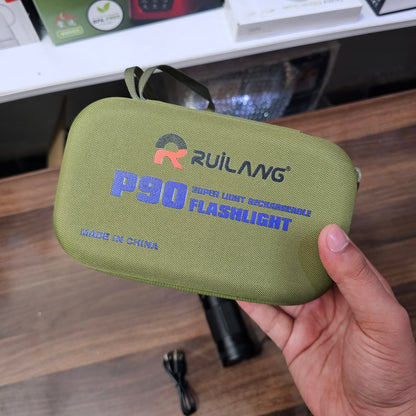 RUiLANG®
P90 SUPER LIGHT RECHARGEABLE
FLASHLIGHT
MADE IN CHINA